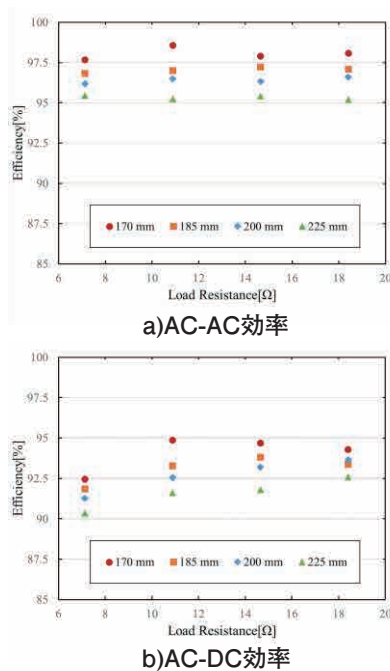 100
97.5
95
92.5
90
87.5
85
Efficiency[%]
170 mm 185 mm 200 mm 225 mm
6 8 10 12 14 16 18 20
Load Resistance[Ω]
a)AC-AC効率
100
97.5
95
92.5
90
87.5
85
Efficiency[%]
170 mm 185 mm 200 mm 225 mm
6 8 10 12 14 16 18 20
Load Resistance[Ω]
b)AC-DC効率